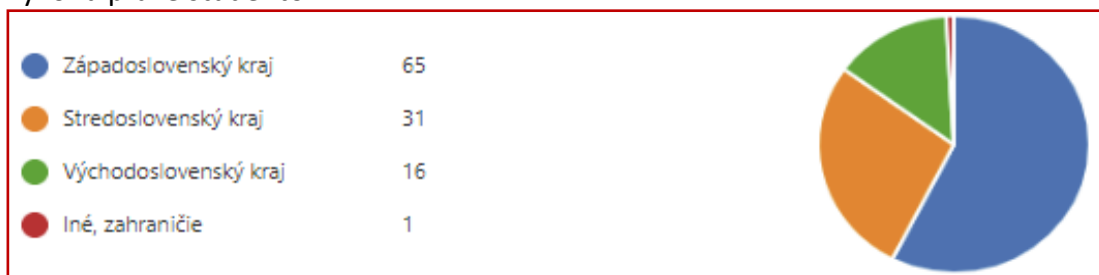 Západoslovenský kraj 65
Stredoslovenský kraj 31
Východoslovenský kraj 16
Iné, zahraničie 1